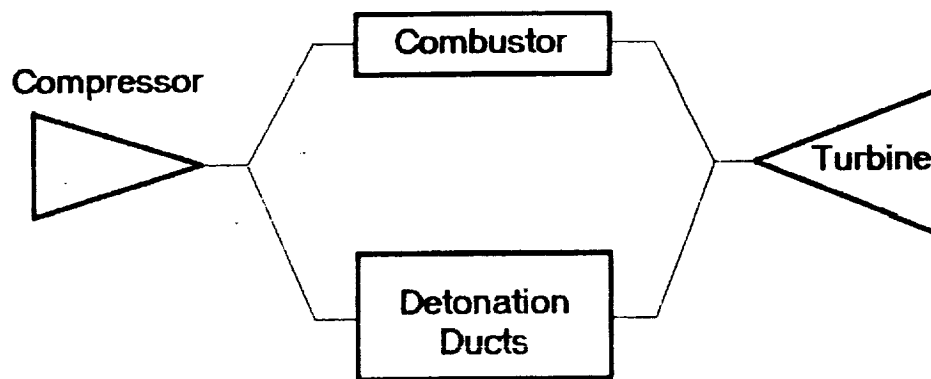 Combustor
Compressor
Turbine
Detonation
Ducts